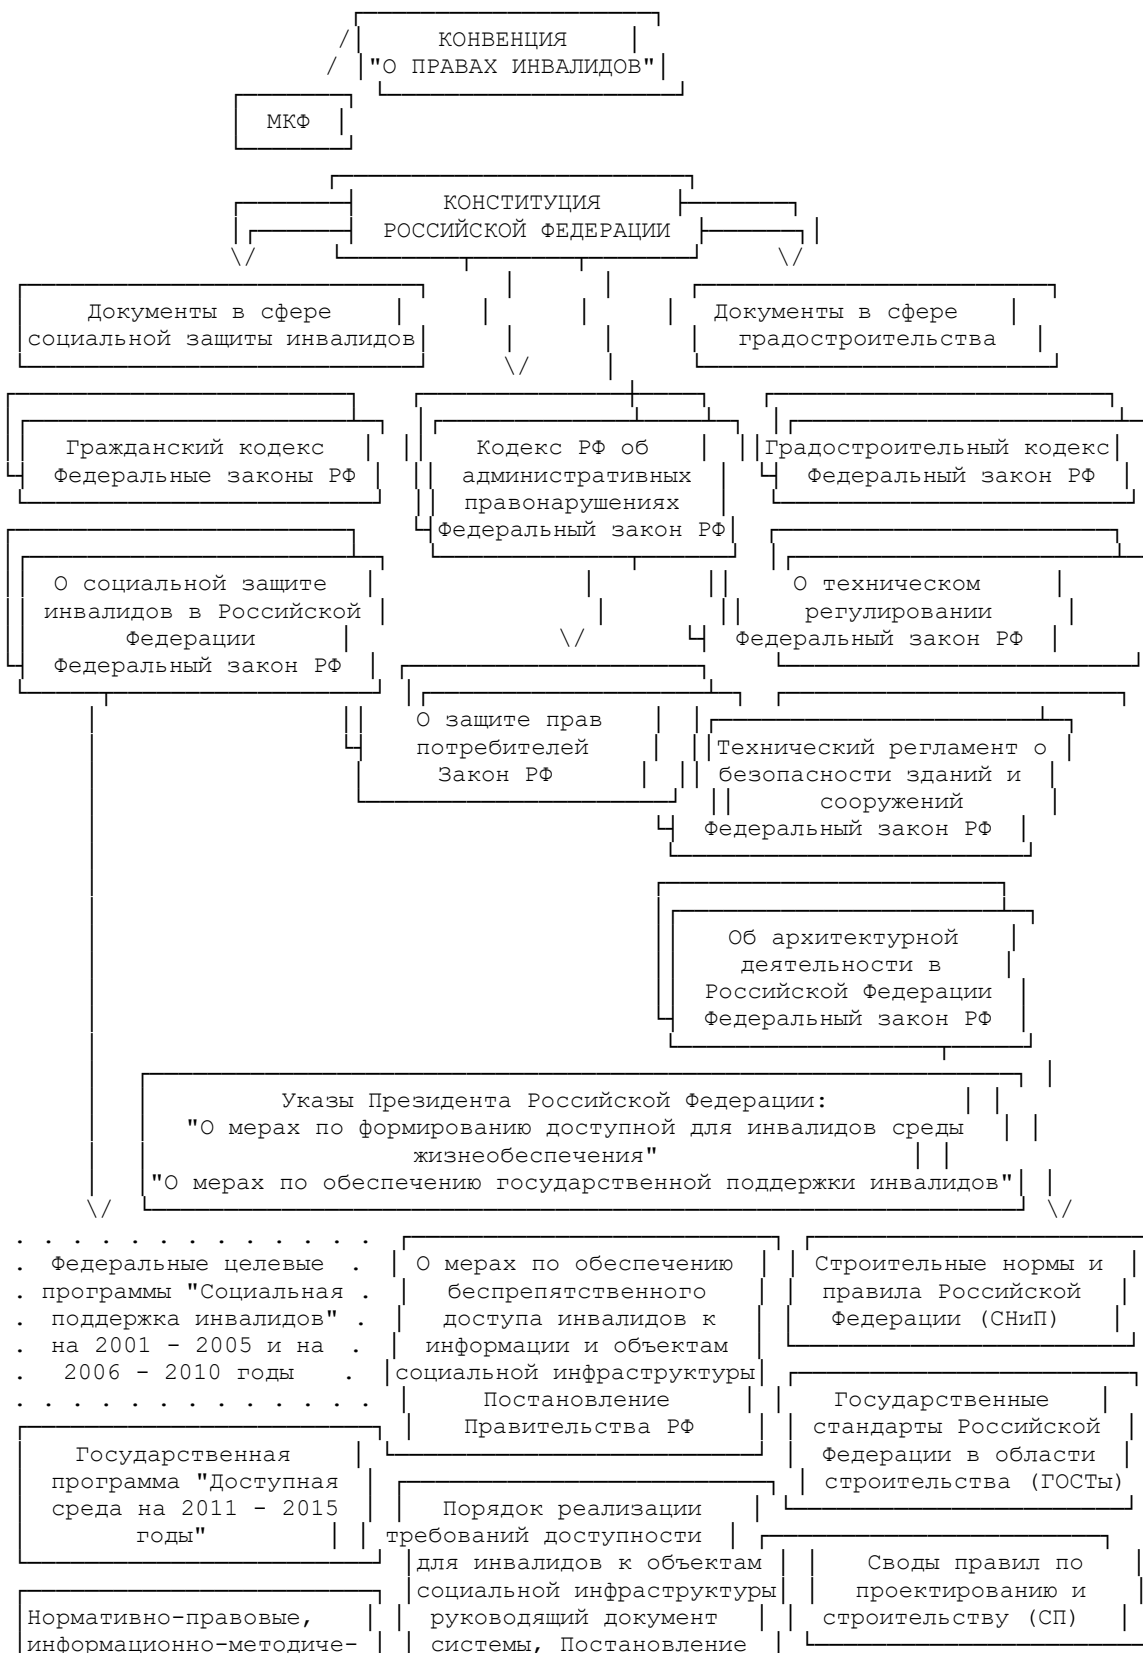 КОНВЕНЦИЯ
"О ПРАВАХ ИНВАЛИДОВ"
МКФ
КОНСТИТУЦИЯ
РОССИЙСКОЙ ФЕДЕРАЦИИ
Документы в сфере
социальной защиты инвалидов
Документы в сфере
градостроительства
Гражданский кодекс
Федеральные законы РФ
Кодекс РФ об
административных
правонарушениях
Федеральный закон РФ
Градостроительный кодекс
Федеральный закон РФ
О социальной защите
инвалидов в Российской
Федерации
Федеральный закон РФ
О техническом
регулировании
Федеральный закон РФ
О защите прав
потребителей
Закон РФ
Технический регламент о
безопасности зданий и
сооружений
Федеральный закон РФ
Об архитектурной
деятельности в
Российской Федерации
Федеральный закон РФ
Указы Президента Российской Федерации:
"О мерах по формированию доступной для инвалидов среды
жизнеобеспечения"
"О мерах по обеспечению государственной поддержки инвалидов"
Федеральные целевые
программы "Социальная
поддержка инвалидов"
на 2001 - 2005 и на
2006 - 2010 годы
О мерах по обеспечению
беспрепятственного
доступа инвалидов к
информации и объектам
социальной инфраструктуры
Постановление
Правительства РФ
Строительные нормы и
правила Российской
Федерации (СНиП)
Государственные
стандарты Российской
Федерации в области
строительства (ГОСТы)
Государственная
программа "Доступная
среда на 2011 - 2015
годы"
Порядок реализации
требований доступности
для инвалидов к объектам
социальной инфраструктуры
руководящий документ
системы, Постановление
Своды правил по
проектированию и
строительству (СП)
Нормативно-правовые,
информационно-методиче-